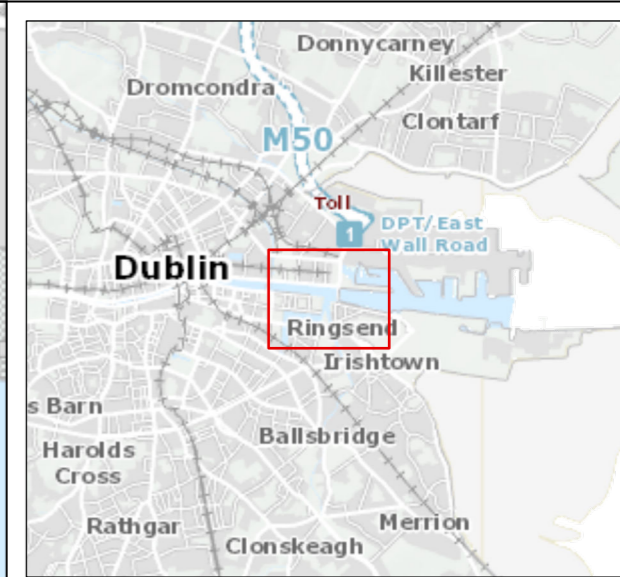 Donnycarney
Killester
Dromcondra
Clontarf
M50
Toll
DPT/East
Wall Road
1
Dublin
Ringsend
Irishtown
s Barn
Ballsbridge
Harolds
Cross
Rathgar
Merrion
Clonskeagh